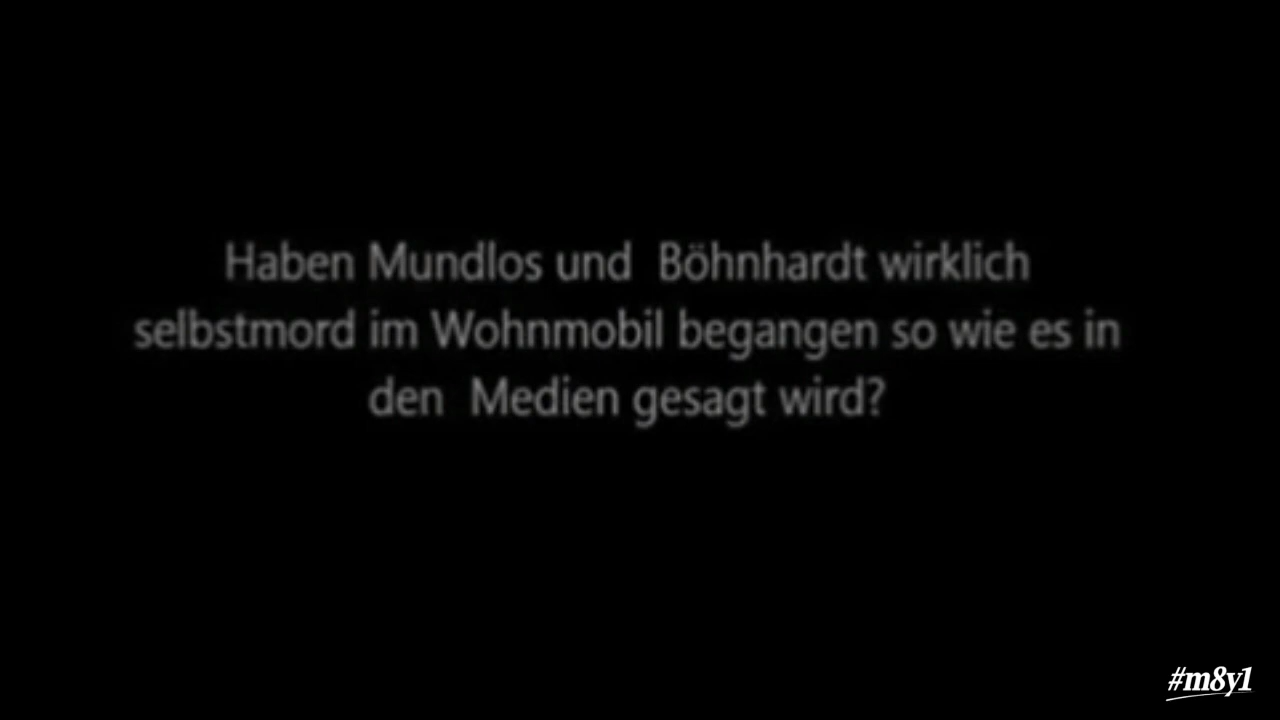 Haben Mundlos und  Böhnhardt wirklich
selbstmord im Wohnmobil begangen so wie es in
den  Medien gesagt wird?
#m8y1